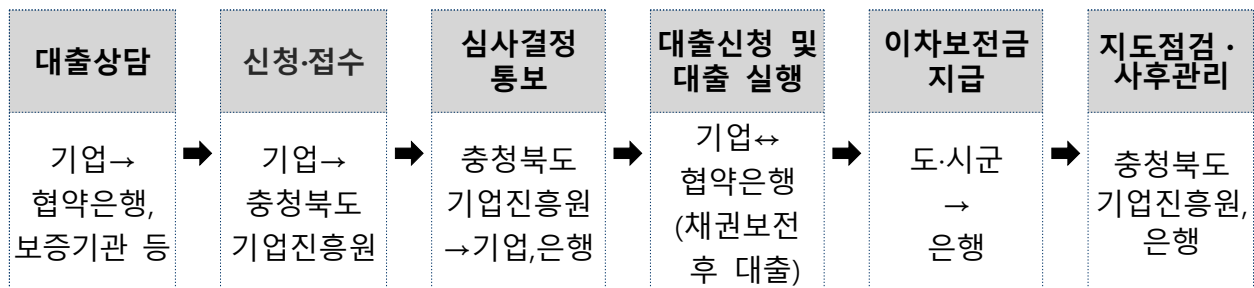 대출상담
기업→
협약은행,
보증기관 등
➡
신청·접수
기업→
충청북도
기업진흥원
➡
심사결정
통보
충청북도
기업진흥원
→기업,은행
➡
대출신청 및
대출 실행
기업↔
협약은행
(채권보전
후 대출)
➡
이차보전금
지급
도·시군
→
은행
➡
지도점검·
사후관리
충청북도
기업진흥원,
은행